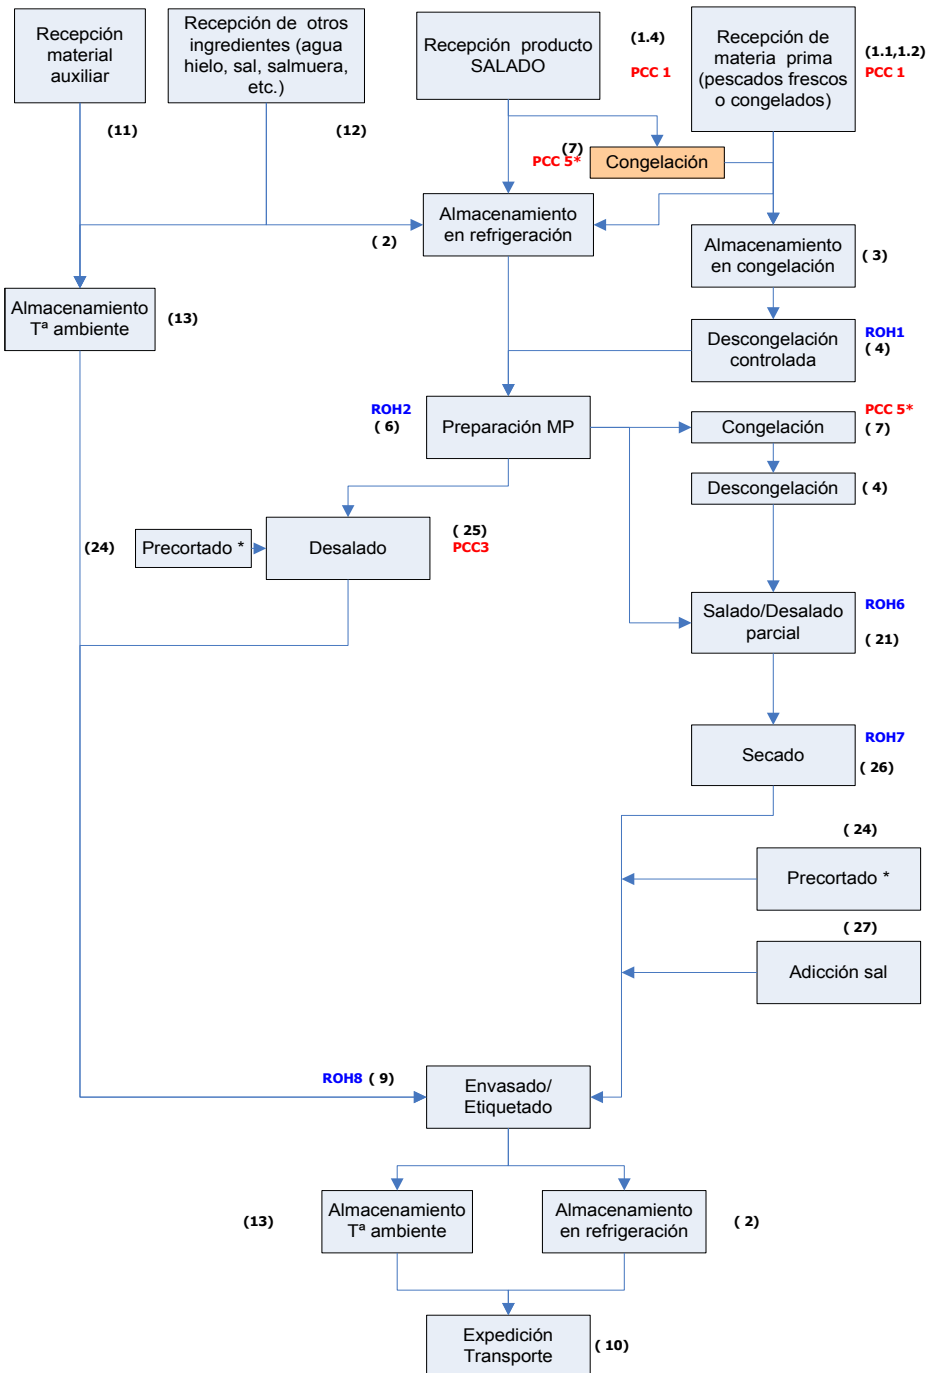 Recepción
material
auxiliar
(11)
Recepción de otros
ingredientes (agua
hielo, sal, salmuera,
etc.)
(12)
Recepción producto
SALADO
(1.4)
PCC 1
Recepción de
materia prima
(pescados frescos
o congelados)
(1.1,1.2)
PCC 1
(7)
PCC 5*
Congelación
Almacenamiento
en refrigeración
( 2)
Almacenamiento
en congelación
( 3)
Almacenamiento
Tª ambiente
(13)
Descongelación
controlada
ROH1
( 4)
ROH2
( 6)
Preparación MP
Congelación
PCC 5*
( 7)
Descongelación
( 4)
(24)
Precortado *
Desalado
( 25)
PCC3
Salado/Desalado
parcial
ROH6
( 21)
Secado
ROH7
( 26)
( 24)
Precortado *
( 27)
Adicción sal
ROH8 ( 9)
Envasado/
Etiquetado
(13)
Almacenamiento
Tª ambiente
Almacenamiento
en refrigeración
( 2)
Expedición
Transporte
( 10)